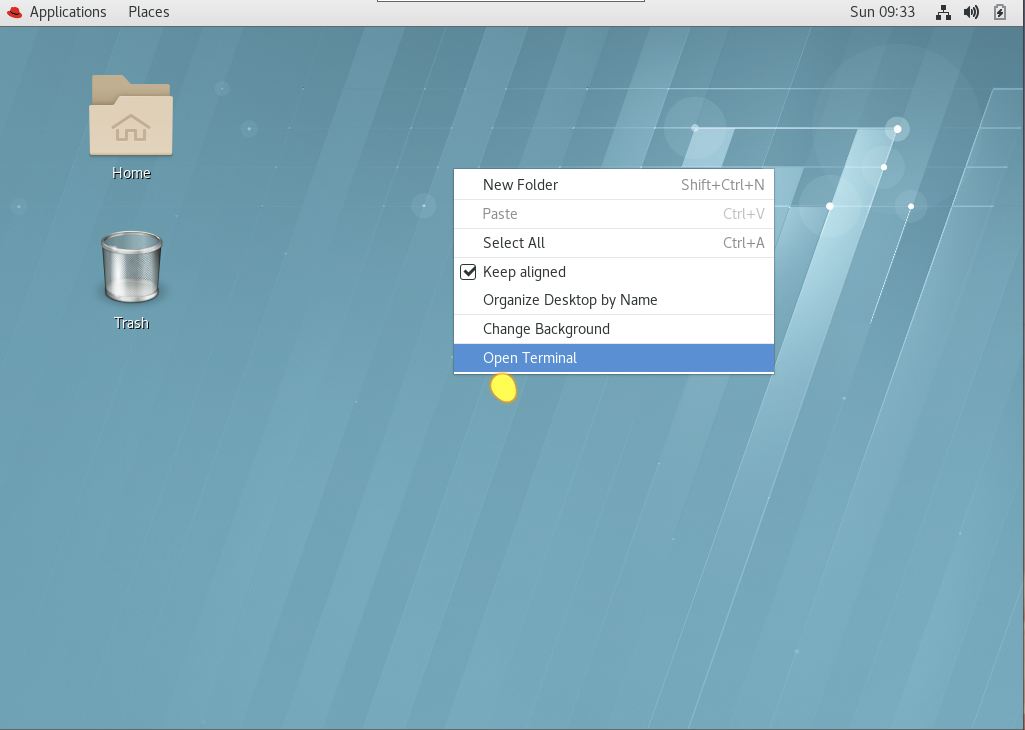 Applications Places Sun 09:33
Home
Trash
New Folder Shift+Ctrl+N
Paste Ctrl+V
Select All Ctrl+A
Keep aligned
Organize Desktop by Name
Change Background
Open Terminal